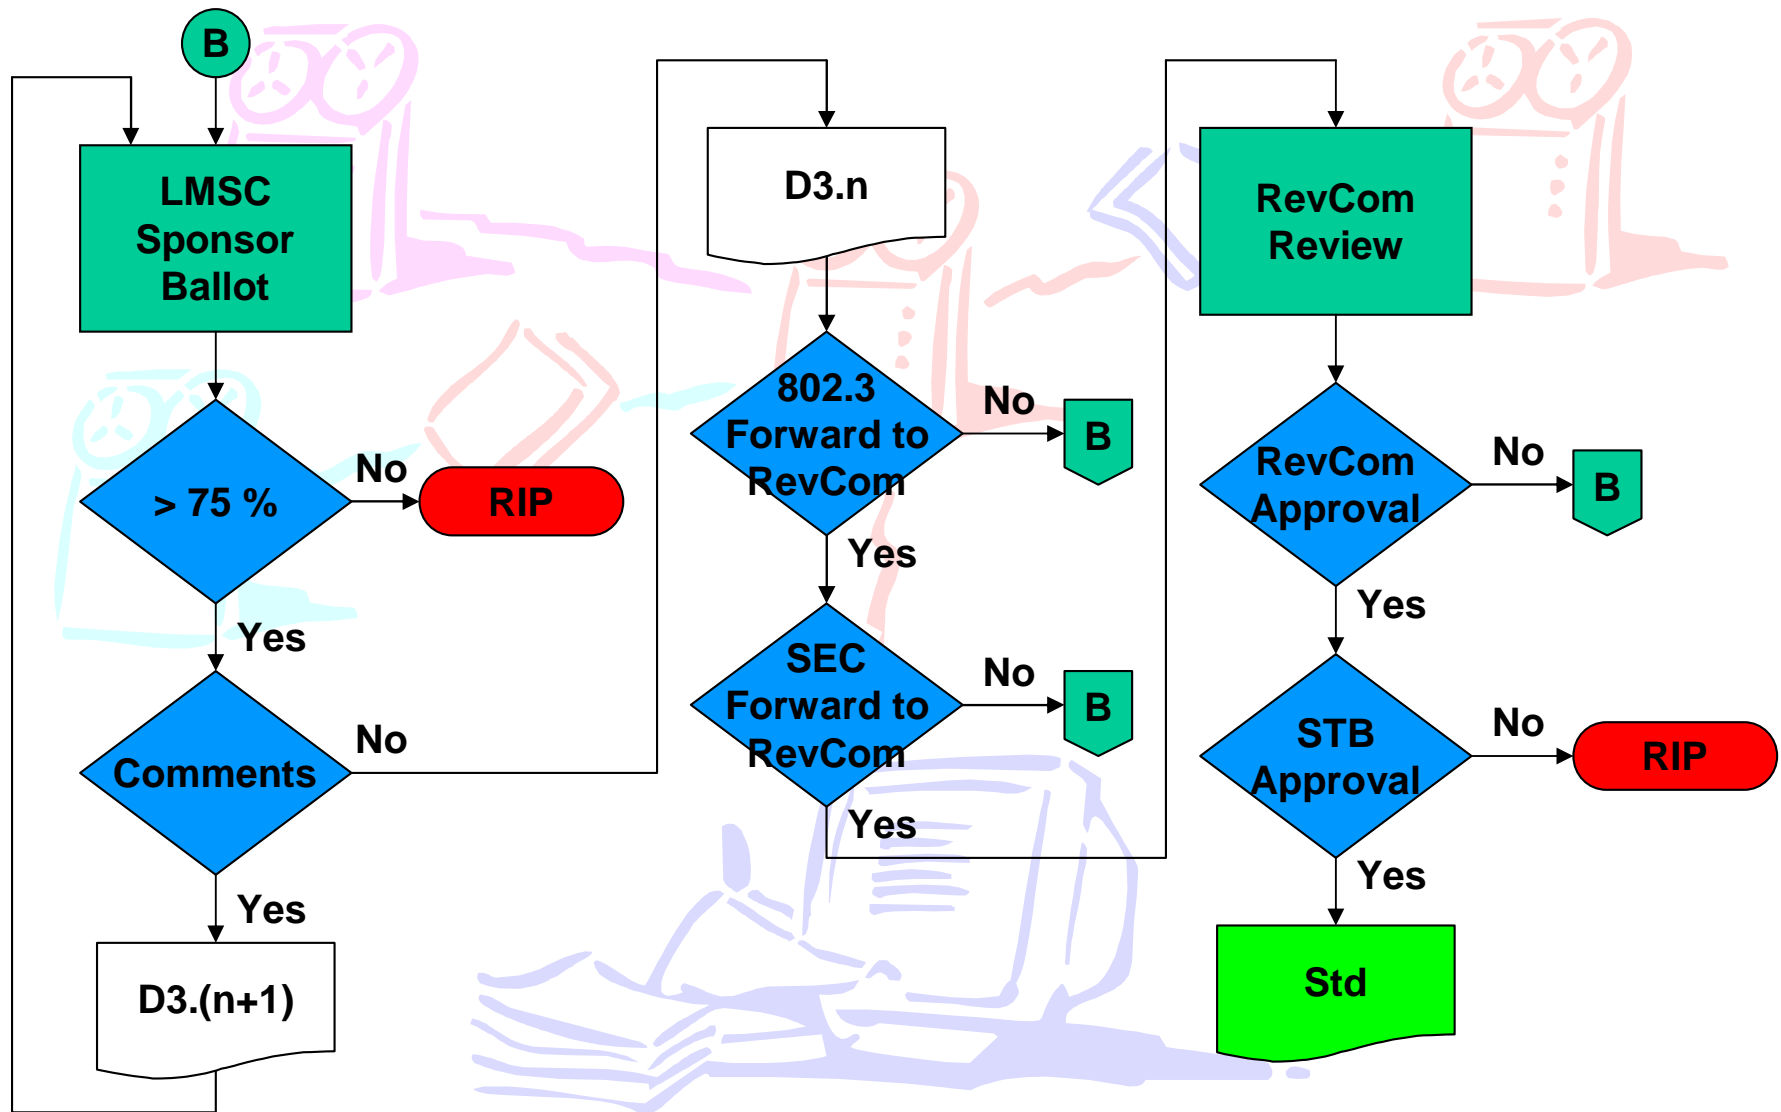 B
LMSC
Sponsor
Ballot
> 75 %
No
RIP
Yes
Comments
No
Yes
D3.(n+1)
D3.n
802.3
Forward to
RevCom
No
B
Yes
SEC
Forward to
RevCom
No
B
Yes
RevCom
Review
RevCom
Approval
No
B
Yes
STB
Approval
No
RIP
Yes
Std